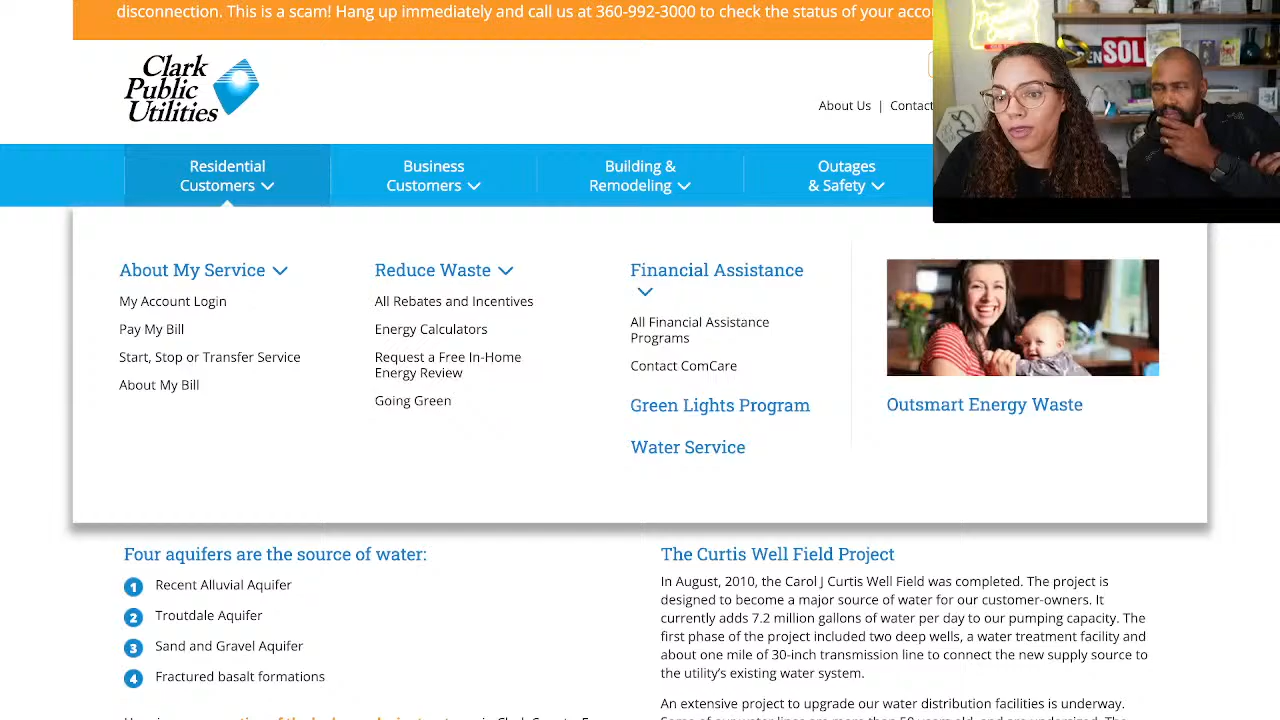 disconnection. This is a scam! Hang up immediately and call us at 360-992-3000 to check the status of your
Clark
Public
Utilities
About Us | Contact
Residential
Customers
Business
Customers
Building &
Remodeling
Outages
& Safety
SOLD
About My Service
My Account Login
Pay My Bill
Start, Stop or Transfer Service
About My Bill
Reduce Waste
All Rebates and Incentives
Energy Calculators
Request a Free In-Home
Energy Review
Going Green
Financial Assistance
All Financial Assistance
Programs
Contact ComCare
Green Lights Program
Water Service
Outsmart Energy Waste
Four aquifers are the source of water:
1 Recent Alluvial Aquifer
2 Troutdale Aquifer
3 Sand and Gravel Aquifer
4 Fractured basalt formations
The Curtis Well Field Project
In August, 2010, the Carol J Curtis Well Field was completed. The project is
designed to become a major source of water for our customer-owners. It
currently adds 7.2 million gallons of water per day to our pumping capacity. The
first phase of the project included two deep wells, a water treatment facility and
about one mile of 30-inch transmission line to connect the new supply source to
the utility's existing water system.
An extensive project to upgrade our water distribution facilities is underway.